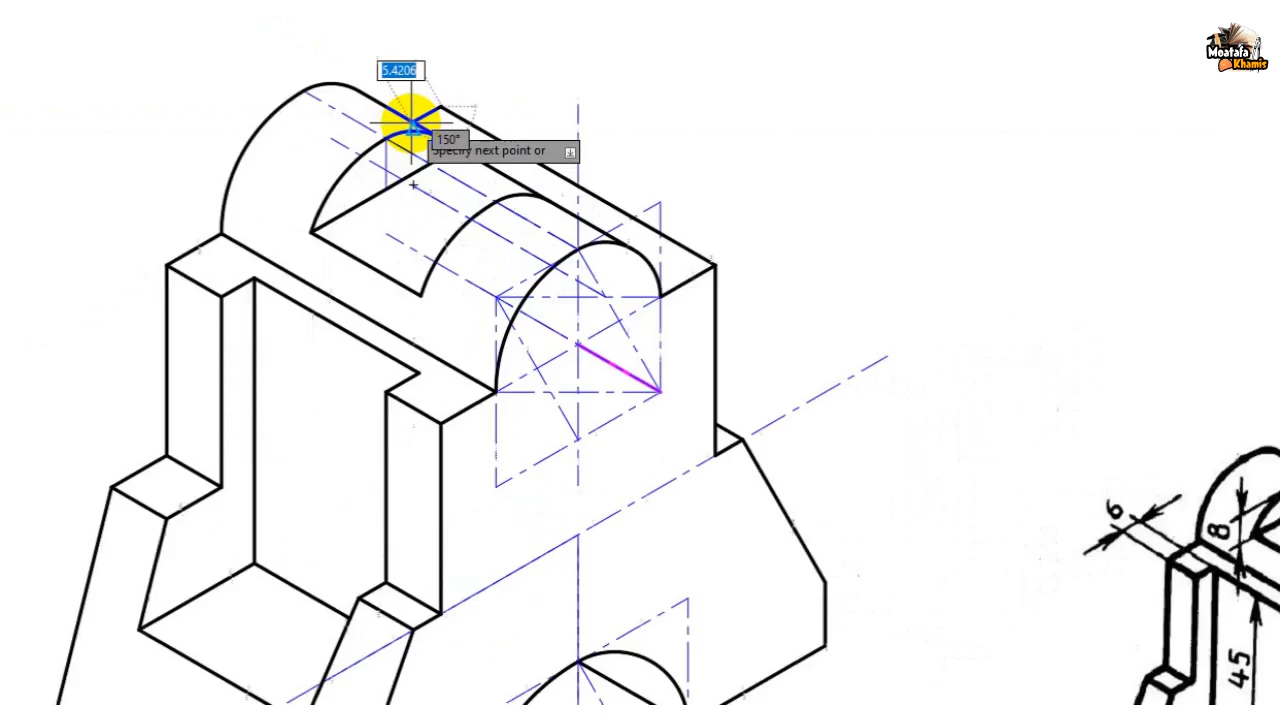 Moatafa
Khamis
5.4206
150°
Specify next point or
6
8
45